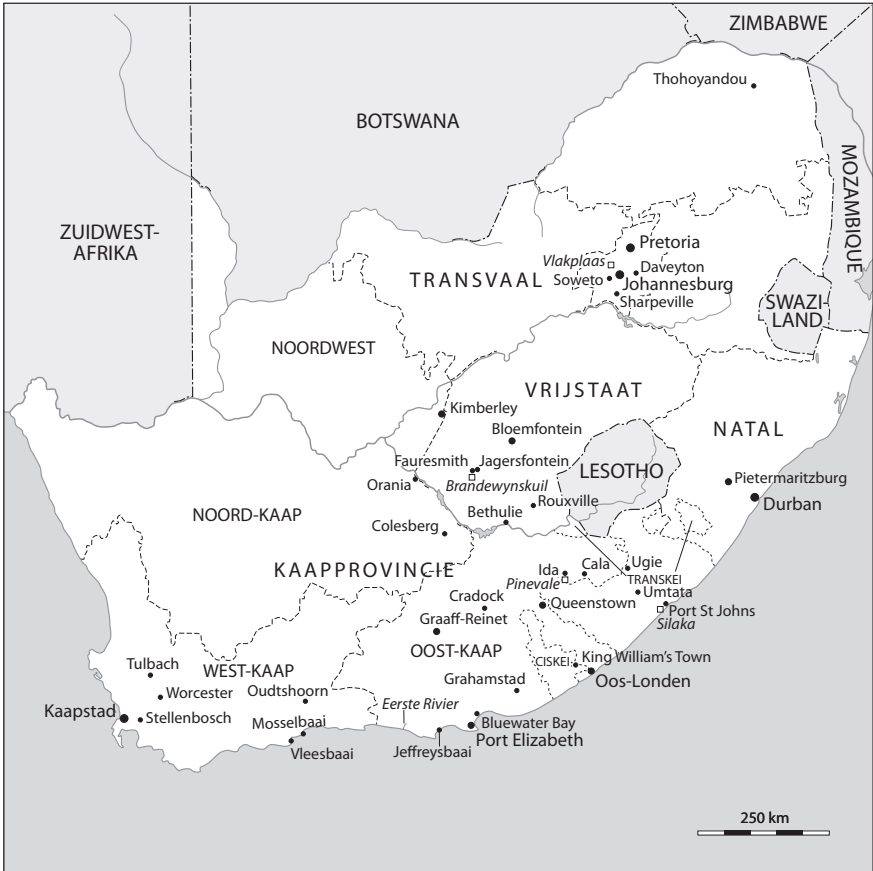 ZIMBABWE
Thohoyandou
BOTSWANA
MOZAMBIQUE
ZUIDWEST-
AFRIKA
Pretoria
Vlakplaas
Daveyton
TRANSVAAL
Soweto
Johannesburg
Sharpeville
SWAZI-
LAND
NOORDWEST
VRIJSTAAT
Kimberley
Bloemfontein
NATAL
Fauresmith
Jagersfontein
LESOTHO
Orania
Brandewynskuil
Pietermaritzburg
Rouxville
Durban
Bethulie
NOORD-KAAP
Colesberg
KAAPPROVINCIE
Ida
Cala
Ugie
Pinevale
TRANSKEI
Umtata
Cradock
Queenstown
Port St Johns
Silaka
Graaff-Reinet
OOST-KAAP
CISKEI
King William's Town
Tulbach
WEST-KAAP
Grahamstad
Oos-Londen
Worcester
Oudtshoorn
Eerste Rivier
Kaapstad
Stellenbosch
Mosselbaai
Bluewater Bay
Port Elizabeth
Vleesbaai
Jeffreysbaai
250 km